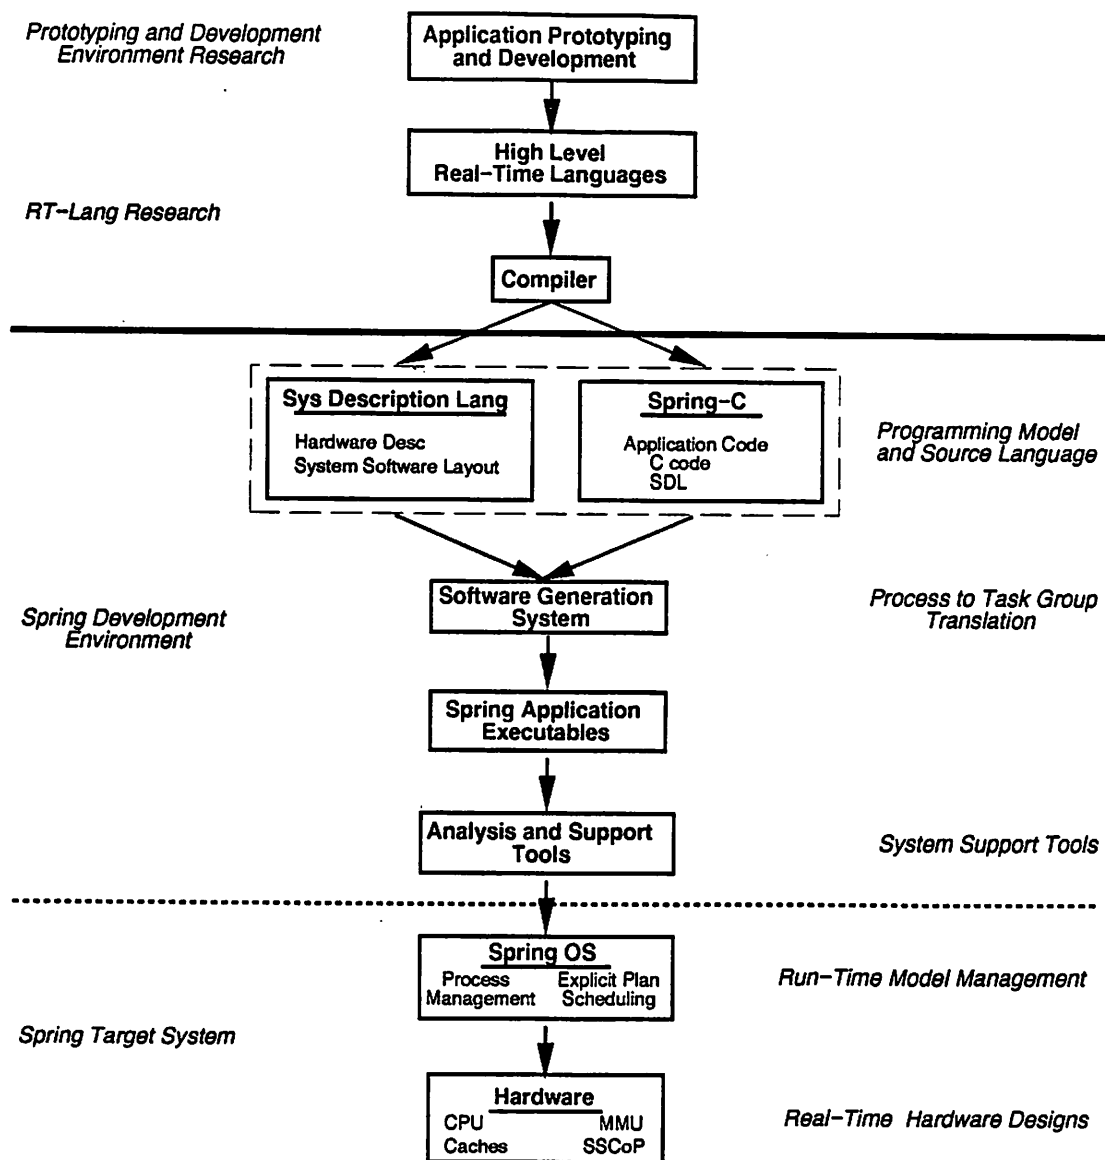 Prototyping and Development
Environment Research
Application Prototyping
and Development
High Level
Real-Time Languages
RT-Lang Research
Compiler
Sys Description Lang
Hardware Desc
System Software Layout
Spring-C
Application Code
C code
SDL
Programming Model
and Source Language
Software Generation
System
Process to Task Group
Translation
Spring Development
Environment
Spring Application
Executables
Analysis and Support
Tools
System Support Tools
Spring OS
Process
Management
Explicit Plan
Scheduling
Run-Time Model Management
Spring Target System
Hardware
CPU MMU
Caches SSCoP
Real-Time Hardware Designs